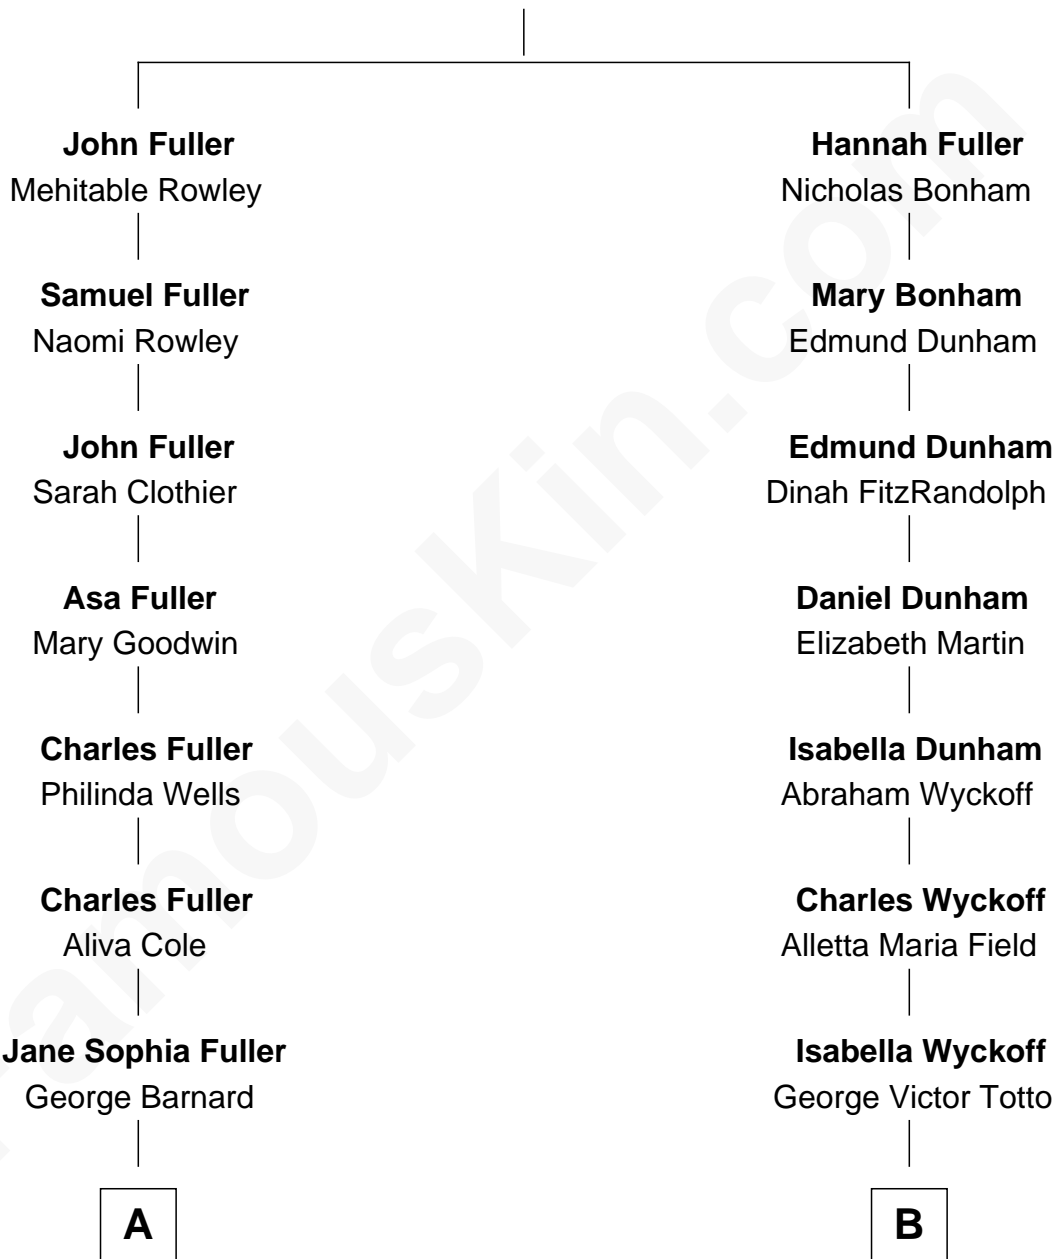 John Fuller
Mehitable Rowley
Samuel Fuller
Naomi Rowley
John Fuller
Sarah Clothier
Asa Fuller
Mary Goodwin
Charles Fuller
Philinda Wells
Charles Fuller
Aliva Cole
Jane Sophia Fuller
George Barnard
A
Hannah Fuller
Nicholas Bonham
Mary Bonham
Edmund Dunham
Edmund Dunham
Dinah FitzRandolph
Daniel Dunham
Elizabeth Martin
Isabella Dunham
Abraham Wyckoff
Charles Wyckoff
Alletta Maria Field
Isabella Wyckoff
George Victor Totto
B
FamousKin.com